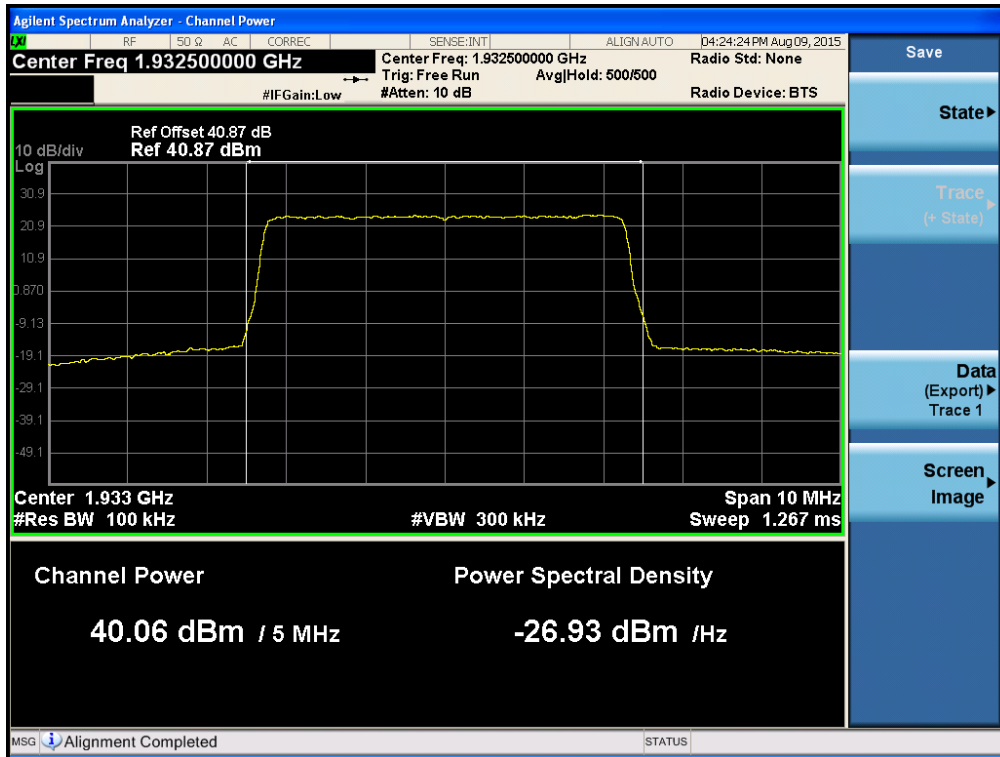 Agilent Spectrum Analyzer - Channel Power
LXI RF 50 Ω AC CORREC SENSE:INT ALIGN AUTO 04:24:24 PM Aug 09, 2015
Center Freq 1.932500000 GHz
Center Freq: 1.932500000 GHz
Radio Std: None
Trig: Free Run Avg|Hold: 500/500
#IFGain:Low
#Atten: 10 dB
Radio Device: BTS
Ref Offset 40.87 dB
10 dB/div Ref 40.87 dBm
Log
30.9
20.9
10.9
0.870
-9.13
-19.1
-29.1
-39.1
-49.1
Center 1.933 GHz
Span 10 MHz
#Res BW 100 kHz
#VBW 300 kHz
Sweep 1.267 ms
Channel Power
Power Spectral Density
40.06 dBm / 5 MHz
-26.93 dBm /Hz
MSG Alignment Completed
STATUS
Save
State
Trace
(+ State)
Data
(Export)
Trace 1
Screen
Image